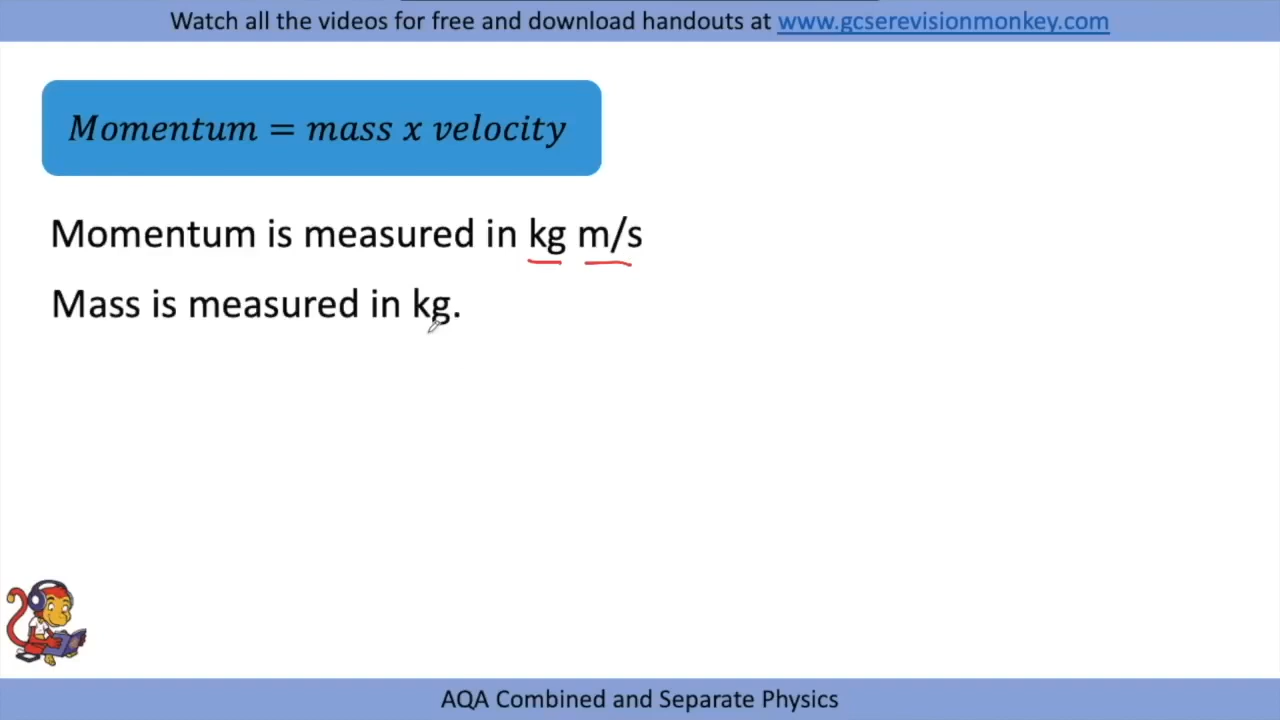 Watch all the videos for free and download handouts at www.gcserevisionmonkey.com
Momentum = mass x velocity
Momentum is measured in kg m/s
Mass is measured in kg.
AQA Combined and Separate Physics